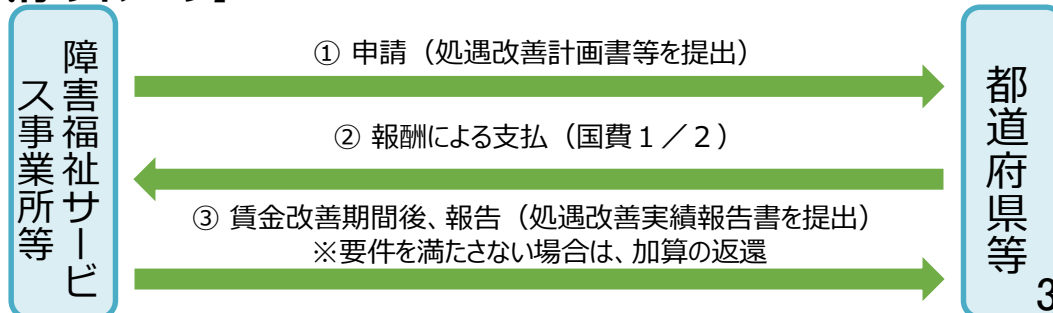 障害福祉サービ
ス事業所等
① 申請（処遇改善計画書等を提出）
② 報酬による支払（国費１／２）
③ 賃金改善期間後、報告（処遇改善実績報告書を提出）
※要件を満たさない場合は、加算の返還
都道府県等
3